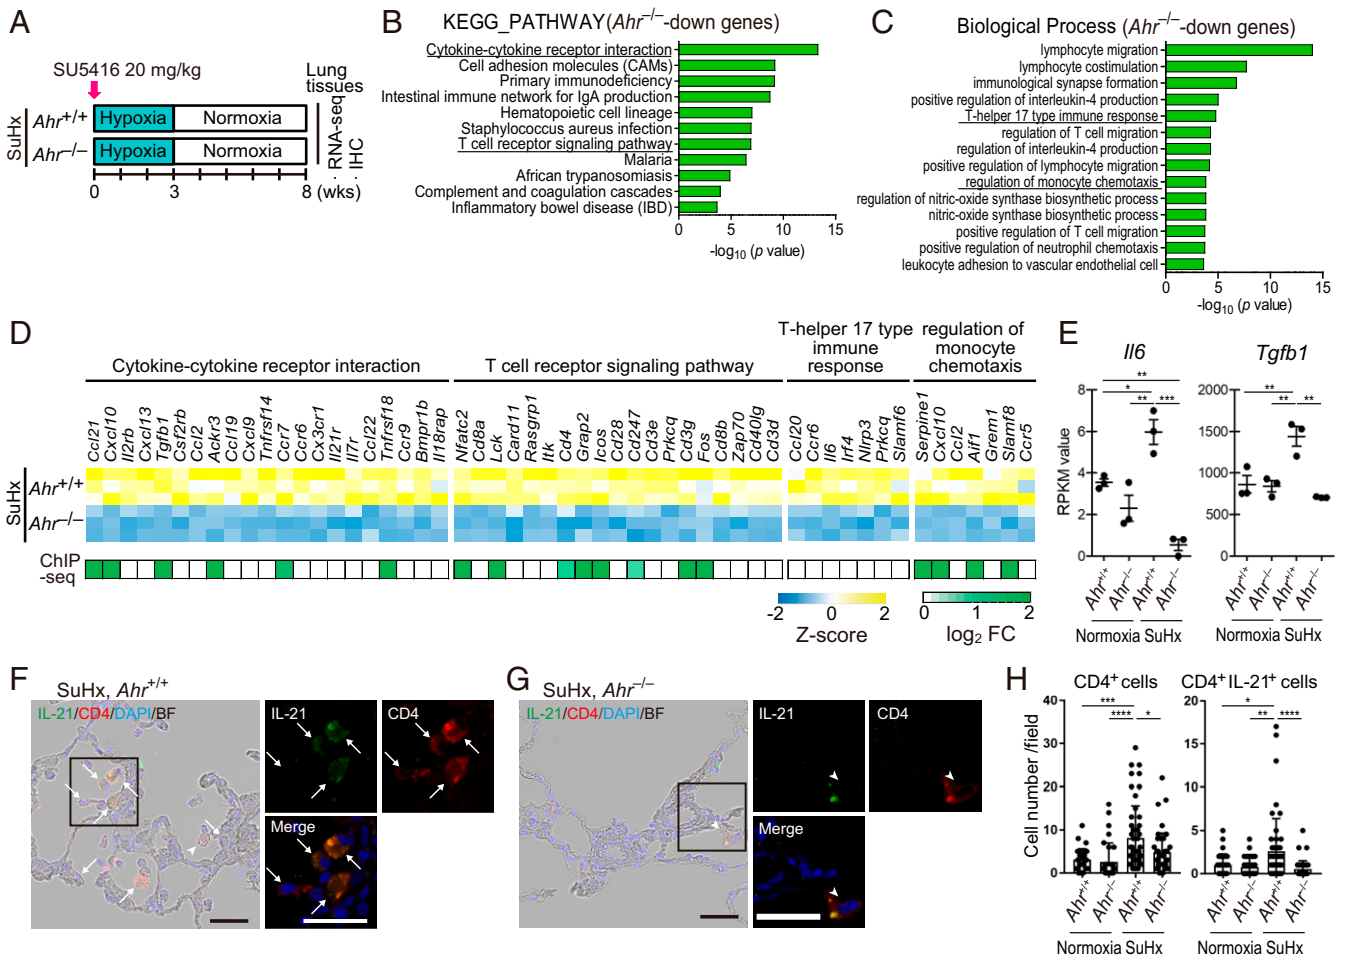 A
SU5416 20 mg/kg
Lung
tissues
SuHx
Ahr+/+
Hypoxia
Normoxia
Ahr−/−
Hypoxia
Normoxia
· RNA-seq
· IHC
0
3
8
(wks)
B
KEGG_PATHWAY(Ahr−/−-down genes)
Cytokine-cytokine receptor interaction
Cell adhesion molecules (CAMs)
Primary immunodeficiency
Intestinal immune network for IgA production
Hematopoietic cell lineage
Staphylococcus aureus infection
T cell receptor signaling pathway
Malaria
African trypanosomiasis
Complement and coagulation cascades
Inflammatory bowel disease (IBD)
0 5 10 15
-log10 (p value)
C
Biological Process (Ahr−/−-down genes)
lymphocyte migration
lymphocyte costimulation
immunological synapse formation
positive regulation of interleukin-4 production
T-helper 17 type immune response
regulation of T cell migration
regulation of interleukin-4 production
positive regulation of lymphocyte migration
regulation of monocyte chemotaxis
regulation of nitric-oxide synthase biosynthetic process
nitric-oxide synthase biosynthetic process
positive regulation of T cell migration
positive regulation of neutrophil chemotaxis
leukocyte adhesion to vascular endothelial cell
0 5 10 15
-log10 (p value)
D
Cytokine-cytokine receptor interaction
T cell receptor signaling pathway
T-helper 17 type
immune
response
regulation of
monocyte
chemotaxis
Ccl21 Cxcl10 Il2rb Cxcl13 Tgfb1 Csf2rb Ccl2 Ackr3 Ccl19 Cxcl9 Tnfrsf14 Ccr7 Ccr6 Cx3cr1 Il21r Il7r Ccl22 Tnfrsf18 Ccr9 Bmpr1b Il18rap
Nfatc2 Cd8a Lck Card11 Rasgrp1 Itk Cd4 Grap2 Icos Cd28 Cd247 Cd3e Prkcq Cd3g Fos Cd8b Zap70 Cd40lg Cd3d
Ccl20 Ccr6 Il6 Irf4 Nlrp3 Prkcq Slamf6
Serpine1 Cxcl10 Ccl2 Aif1 Grem1 Slamf8 Ccr5
SuHx
Ahr+/+
Ahr−/−
ChIP
-seq
-2 0 2
Z-score
0 1 2
log2 FC
E
Il6
**
*
** ***
RPKM value
8
6
4
2
0
Ahr+/+ Ahr−/− Ahr+/+ Ahr−/−
Normoxia SuHx
Tgfb1
**
** **
2000
1500
1000
500
0
Ahr+/+ Ahr−/− Ahr+/+ Ahr−/−
Normoxia SuHx
F
SuHx, Ahr+/+
IL-21/CD4/DAPI/BF
IL-21
CD4
Merge
G
SuHx, Ahr−/−
IL-21/CD4/DAPI/BF
IL-21
CD4
Merge
H
CD4+ cells
***
**** *
Cell number /field
40
30
20
10
0
Ahr+/+ Ahr−/− Ahr+/+ Ahr−/−
Normoxia SuHx
CD4+ IL-21+ cells
*
** ****
20
15
10
5
0
Ahr+/+ Ahr−/− Ahr+/+ Ahr−/−
Normoxia SuHx